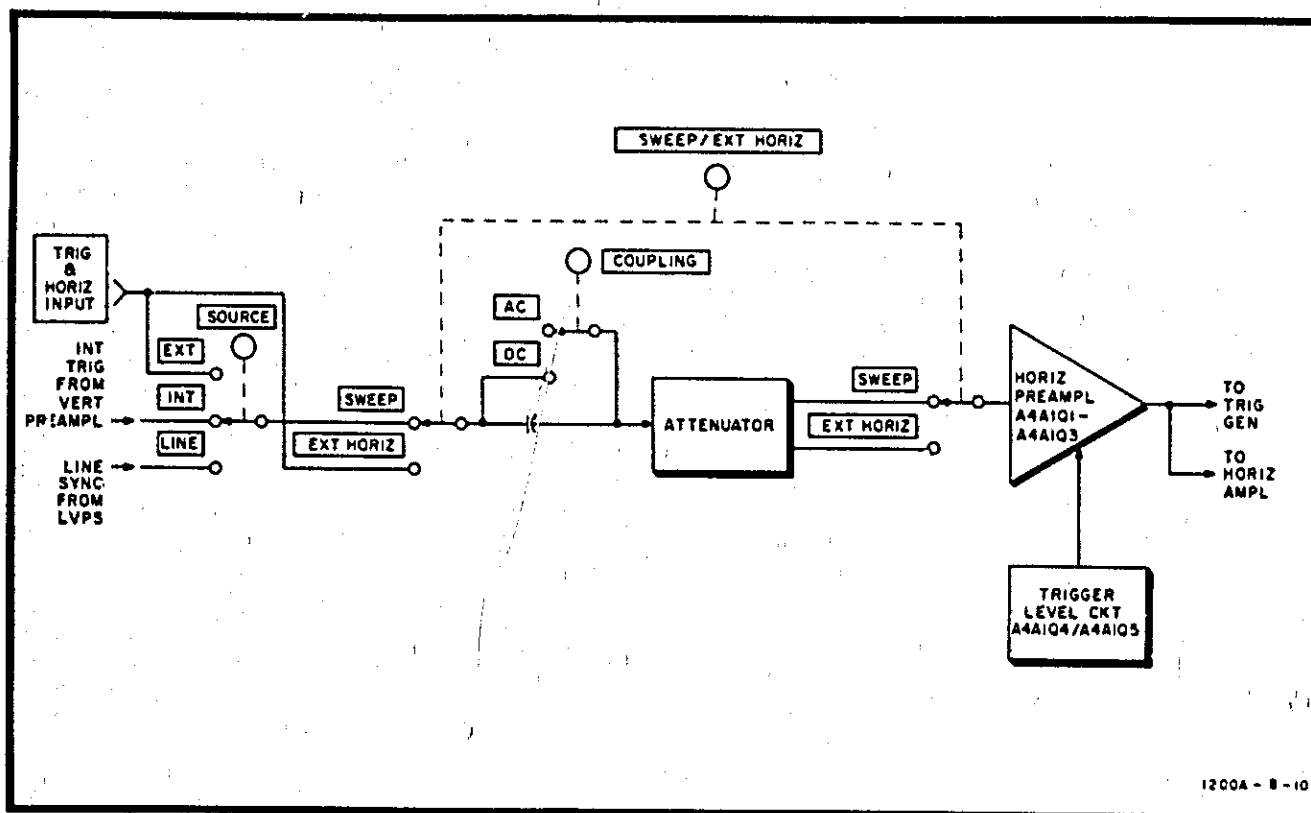 SWEEP/EXT HORIZ
TRIG
&
HORIZ
INPUT
COUPLING
SOURCE
AC
EXT
DC
INT
TRIG
FROM
VERT
PREAMPL
INT
LINE
LINE
SYNC
FROM
LVPS
SWEEP
EXT HORIZ
ATTENUATOR
SWEEP
EXT HORIZ
HORIZ
PREAMPL
A4A1Q1-
A4A1Q3
TO
TRIG
GEN
TO
HORIZ
AMPL
TRIGGER
LEVEL CKT
A4A1Q4/A4A1Q5
1200A-B-10